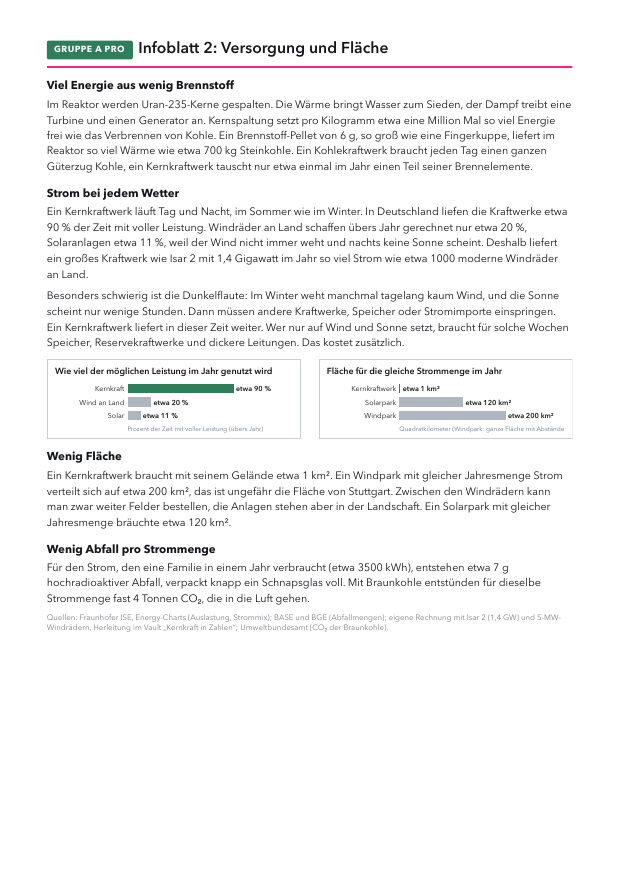 GRUPPE A PRO Infoblatt 2: Versorgung und Fläche
Viel Energie aus wenig Brennstoff
Im Reaktor werden Uran-235-Kerne gespalten. Die Wärme bringt Wasser zum Sieden, der Dampf treibt eine
Turbine und einen Generator an. Kernspaltung setzt pro Kilogramm etwa eine Million Mal so viel Energie
frei wie das Verbrennen von Kohle. Ein Brennstoff-Pellet von 6 g, so groß wie eine Fingerkuppe, liefert im
Reaktor so viel Wärme wie etwa 700 kg Steinkohle. Ein Kohlekraftwerk braucht jeden Tag einen ganzen
Güterzug Kohle, ein Kernkraftwerk tauscht nur etwa einmal im Jahr einen Teil seiner Brennelemente.
Strom bei jedem Wetter
Ein Kernkraftwerk läuft Tag und Nacht, im Sommer wie im Winter. In Deutschland liefen die Kraftwerke etwa
90 % der Zeit mit voller Leistung. Windräder an Land schaffen übers Jahr gerechnet nur etwa 20 %,
Solaranlagen etwa 11 %, weil der Wind nicht immer weht und nachts keine Sonne scheint. Deshalb liefert
ein großes Kraftwerk wie Isar 2 mit 1,4 Gigawatt im Jahr so viel Strom wie etwa 1000 moderne Windräder
an Land.
Besonders schwierig ist die Dunkelflaute: Im Winter weht manchmal tagelang kaum Wind, und die Sonne
scheint nur wenige Stunden. Dann müssen andere Kraftwerke, Speicher oder Stromimporte einspringen.
Ein Kernkraftwerk liefert in dieser Zeit weiter. Wer nur auf Wind und Sonne setzt, braucht für solche Wochen
Speicher, Reservekraftwerke und dickere Leitungen. Das kostet zusätzlich.
Wie viel der möglichen Leistung im Jahr genutzt wird
Kernkraft etwa 90 %
Wind an Land etwa 20 %
Solar etwa 11 %
Prozent der Zeit mit voller Leistung (übers Jahr)
Fläche für die gleiche Strommenge im Jahr
Kernkraftwerk etwa 1 km²
Solarpark etwa 120 km²
Windpark etwa 200 km²
Quadratkilometer (Windpark: ganze Fläche mit Abstände
Wenig Fläche
Ein Kernkraftwerk braucht mit seinem Gelände etwa 1 km². Ein Windpark mit gleicher Jahresmenge Strom
verteilt sich auf etwa 200 km², das ist ungefähr die Fläche von Stuttgart. Zwischen den Windrädern kann
man zwar weiter Felder bestellen, die Anlagen stehen aber in der Landschaft. Ein Solarpark mit gleicher
Jahresmenge bräuchte etwa 120 km².
Wenig Abfall pro Strommenge
Für den Strom, den eine Familie in einem Jahr verbraucht (etwa 3500 kWh), entstehen etwa 7 g
hochradioaktiver Abfall, verpackt knapp ein Schnapsglas voll. Mit Braunkohle entstünden für dieselbe
Strommenge fast 4 Tonnen CO₂, die in die Luft gehen.
Quellen: Fraunhofer ISE, Energy-Charts (Auslastung, Strommix); BASE und BGE (Abfallmengen); eigene Rechnung mit Isar 2 (1,4 GW) und 5-MW-
Windrädern, Herleitung im Vault „Kernkraft in Zahlen“; Umweltbundesamt (CO₂ der Braunkohle).